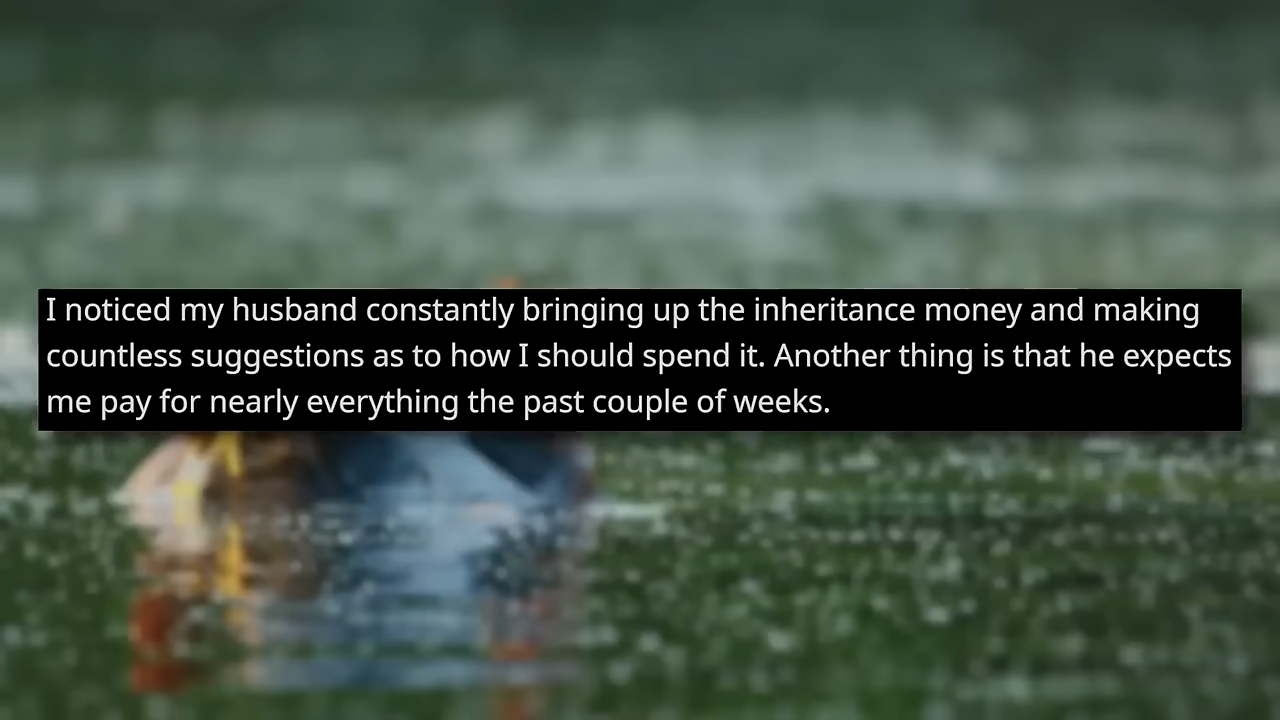 I noticed my husband constantly bringing up the inheritance money and making
countless suggestions as to how I should spend it. Another thing is that he expects
me pay for nearly everything the past couple of weeks.